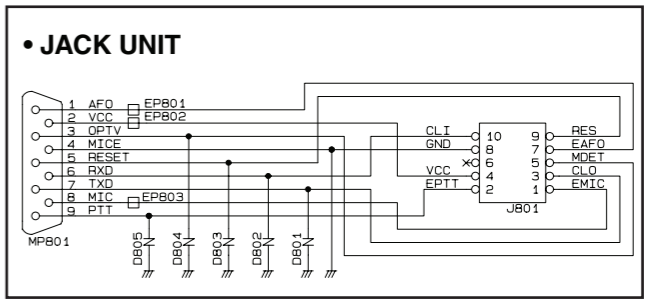 • JACK UNIT
1 AFO EP801
2 VCC EP802
3 OPTV
4 MICE
5 RESET
6 RXD
7 TXD
8 MIC EP803
9 PTT
MP801
D805
D804
D803
D802
D801
CLI 10 9 RES
GND 8 7 EAFO
6 5 MDET
VCC 4 3 CLO
EPTT 2 1 EMIC
J801